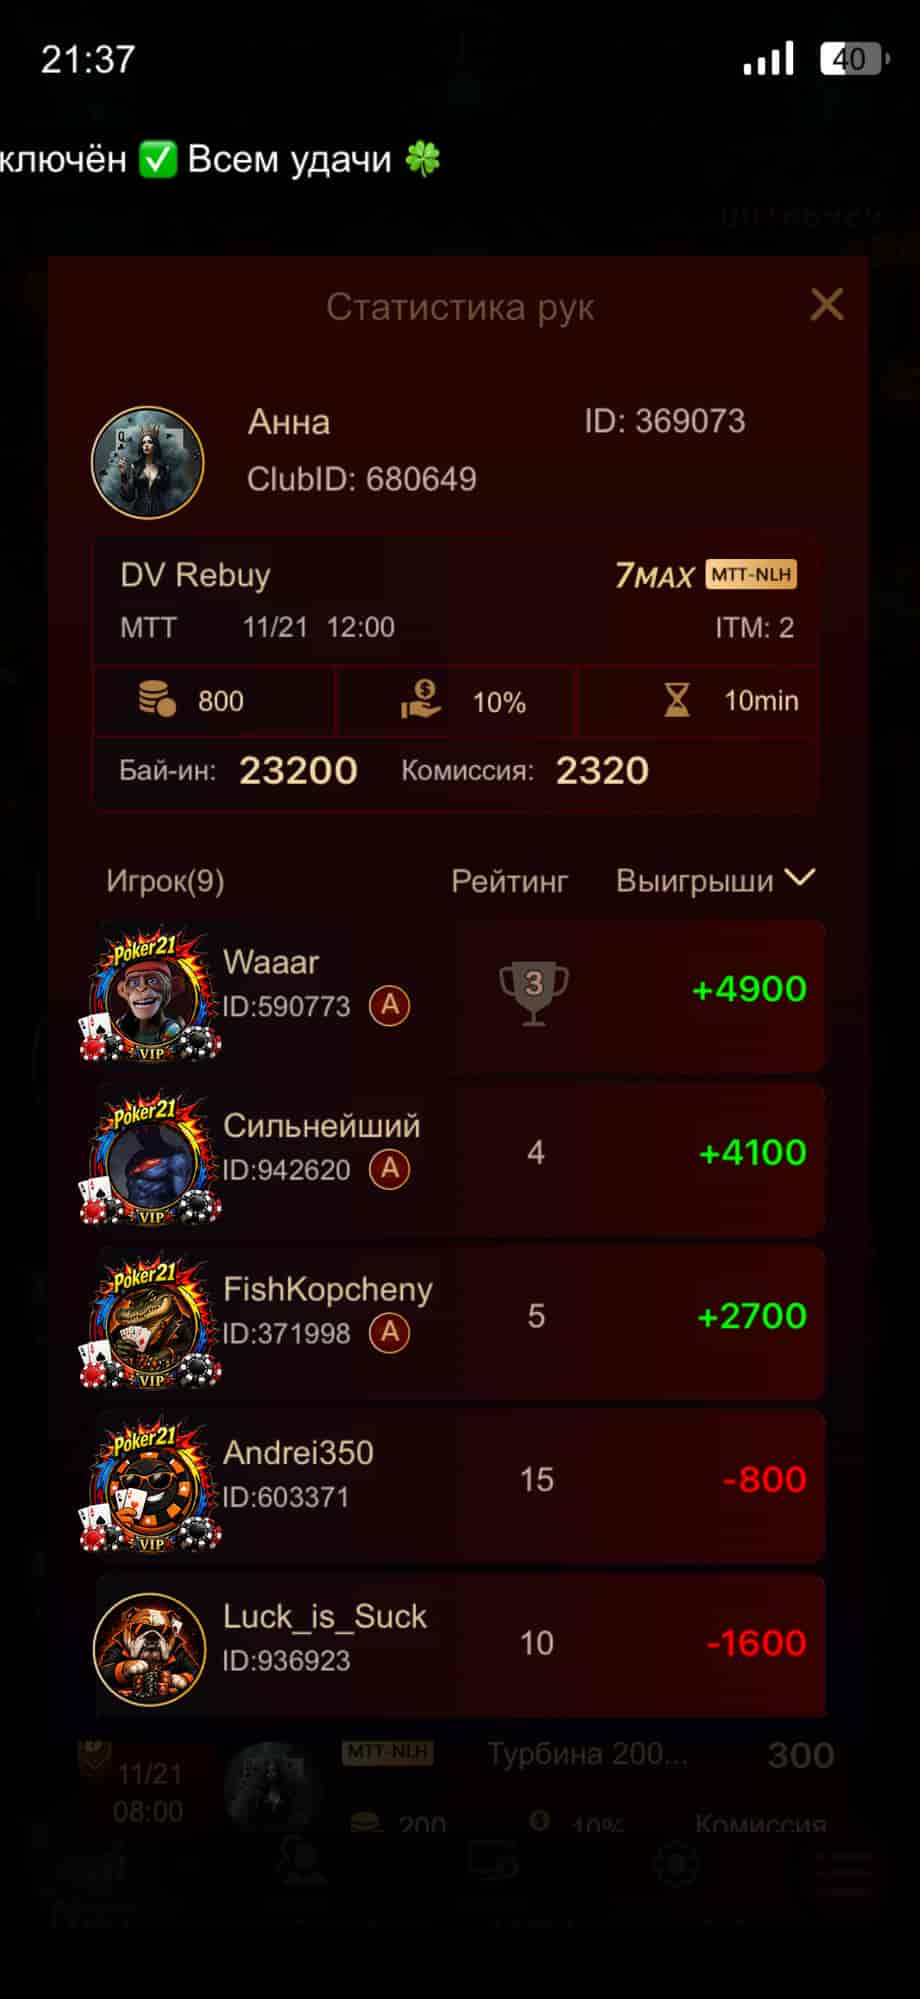 21:37
40
ключён ✅ Всем удачи 🍀
Статистика рук
Анна
ID: 369073
ClubID: 680649
DV Rebuy
7MAX MTT-NLH
MTT 11/21 12:00 ITM: 2
800 10% 10min
Бай-ин: 23200 Комиссия: 2320
Игрок(9) Рейтинг Выигрыши
Poker21
VIP
Waaar
ID:590773 A
3
+4900
Poker21
VIP
Сильнейший
ID:942620 A
4
+4100
Poker21
VIP
FishKopcheny
ID:371998 A
5
+2700
Poker21
VIP
Andrei350
ID:603371
15
-800
Luck_is_Suck
ID:936923
10
-1600
11/21
08:00
MTT-NLH
Турбина 200...
300
200
10%
Комиссия